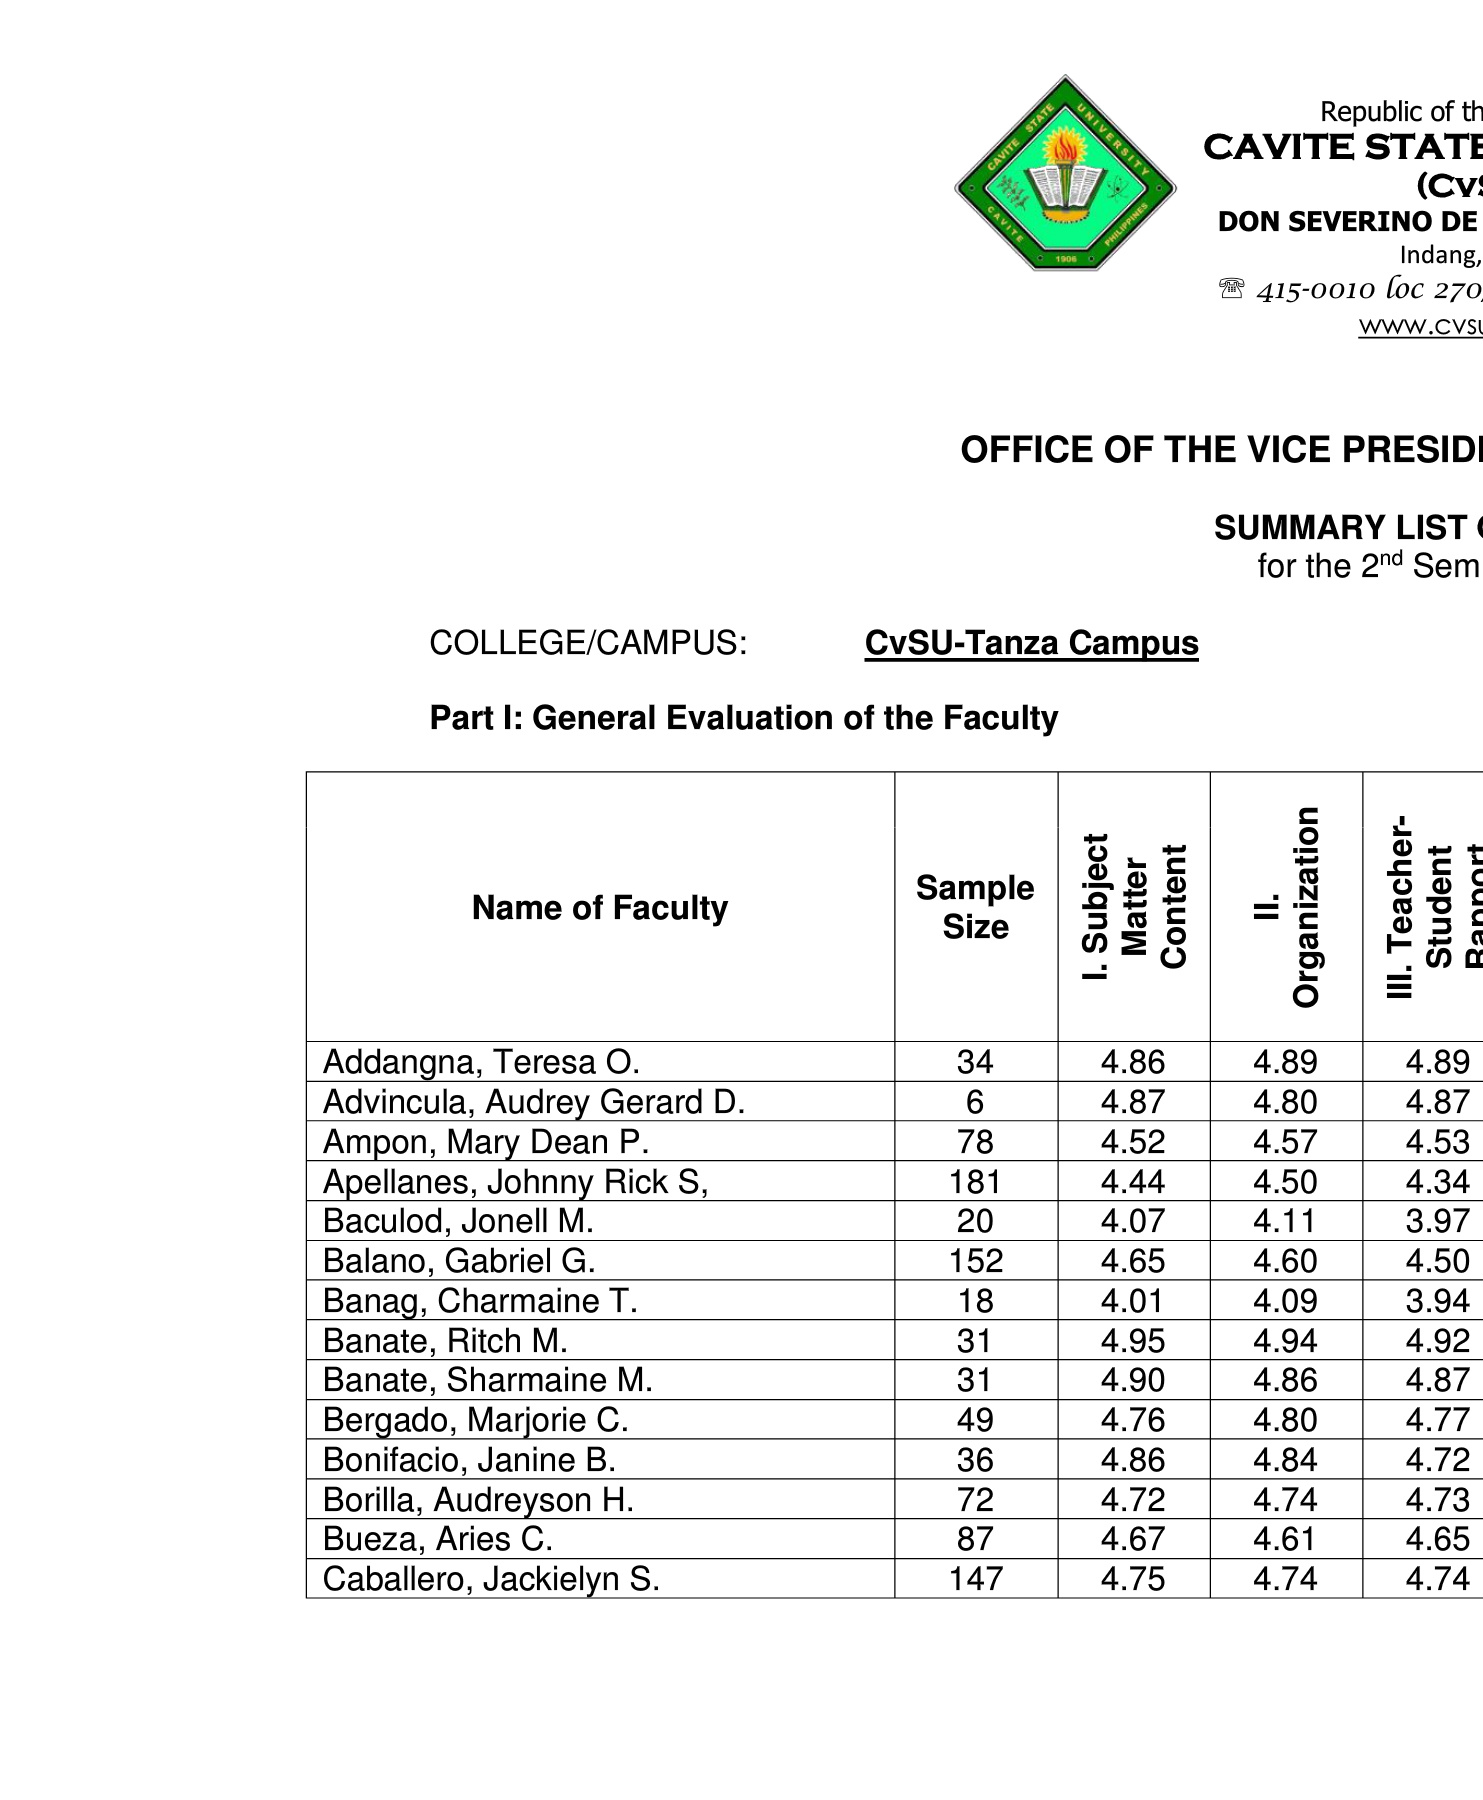 CAVITE STATE UNIVERSITY
CAVITE PHILIPPINES
1906
Republic of th
CAVITE STATE
(CvS
DON SEVERINO DE
Indang,
☏ 415-0010 loc 270,
www.cvsu
OFFICE OF THE VICE PRESID
SUMMARY LIST
for the 2nd Sem
COLLEGE/CAMPUS: CvSU-Tanza Campus
Part I: General Evaluation of the Faculty
Name of Faculty Sample Size I. Subject Matter Content II. Organization III. Teacher-Student Rapport
Addangna, Teresa O. 34 4.86 4.89 4.89
Advincula, Audrey Gerard D. 6 4.87 4.80 4.87
Ampon, Mary Dean P. 78 4.52 4.57 4.53
Apellanes, Johnny Rick S, 181 4.44 4.50 4.34
Baculod, Jonell M. 20 4.07 4.11 3.97
Balano, Gabriel G. 152 4.65 4.60 4.50
Banag, Charmaine T. 18 4.01 4.09 3.94
Banate, Ritch M. 31 4.95 4.94 4.92
Banate, Sharmaine M. 31 4.90 4.86 4.87
Bergado, Marjorie C. 49 4.76 4.80 4.77
Bonifacio, Janine B. 36 4.86 4.84 4.72
Borilla, Audreyson H. 72 4.72 4.74 4.73
Bueza, Aries C. 87 4.67 4.61 4.65
Caballero, Jackielyn S. 147 4.75 4.74 4.74